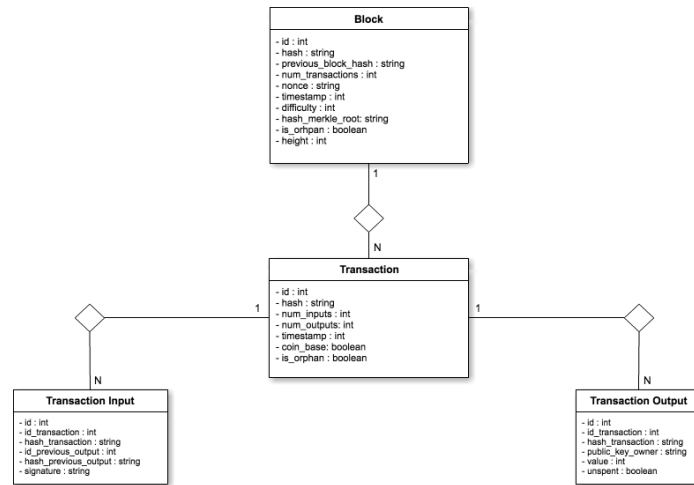 Block
- id : int
- hash : string
- previous_block_hash : string
- num_transactions : int
- nonce : string
- timestamp : int
- difficulty : int
- hash_merkle_root: string
- is_orhpan : boolean
- height : int
1
N
Transaction
- id : int
- hash : string
- num_inputs : int
- num_outputs: int
- timestamp : int
- coin_base: boolean
- is_orphan : boolean
1
1
N
N
Transaction Input
- id : int
- id_transaction : int
- hash_transaction : string
- id_previous_output : int
- hash_previous_output : string
- signature : string
Transaction Output
- id : int
- id_transaction : int
- hash_transaction : string
- public_key_owner : string
- value : int
- unspent : boolean